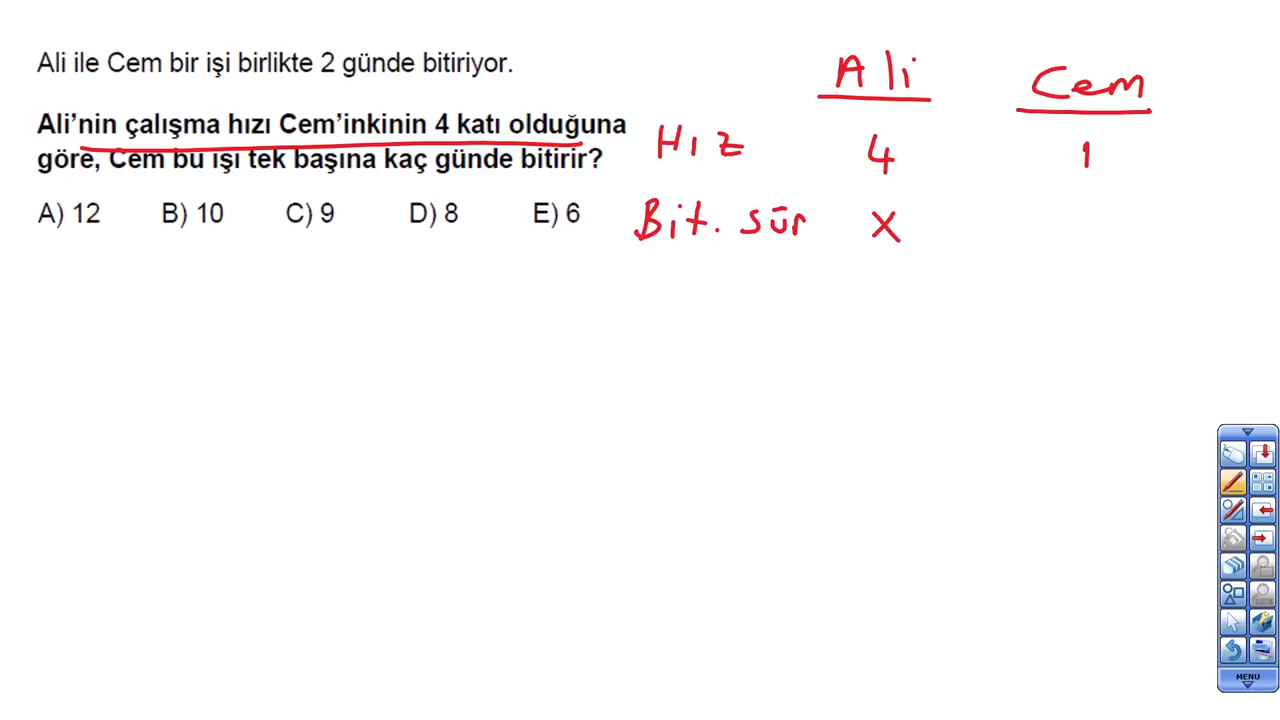 Ali ile Cem bir işi birlikte 2 günde bitiriyor.
Ali'nin çalışma hızı Cem'inkinin 4 katı olduğuna
göre, Cem bu işi tek başına kaç günde bitirir?
A) 12 B) 10 C) 9 D) 8 E) 6
Ali Cem
Hız 4 1
Bit. sür x
MENU